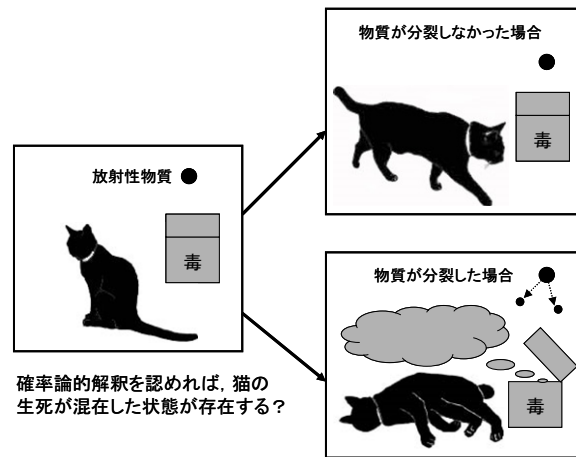 物質が分裂しなかった場合
毒
放射性物質
毒
物質が分裂した場合
毒
確率論的解釈を認めれば，猫の
生死が混在した状態が存在する？